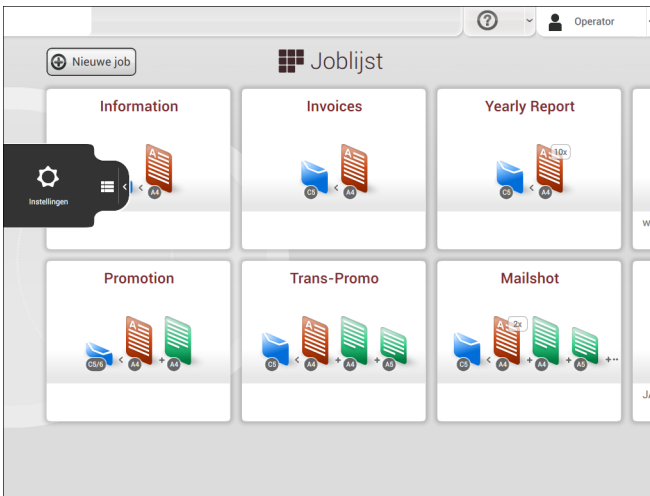 ? Operator
Nieuwe job
Joblijst
Information
Invoices
Yearly Report
A 10x
A4
C5 < A4
C5 < A4
Instellingen
Promotion
Trans-Promo
Mailshot
2x
C5/6 < A4 + A4
C5 < A4 + A4 + A5
C5 < A4 + A4 + A5 +··